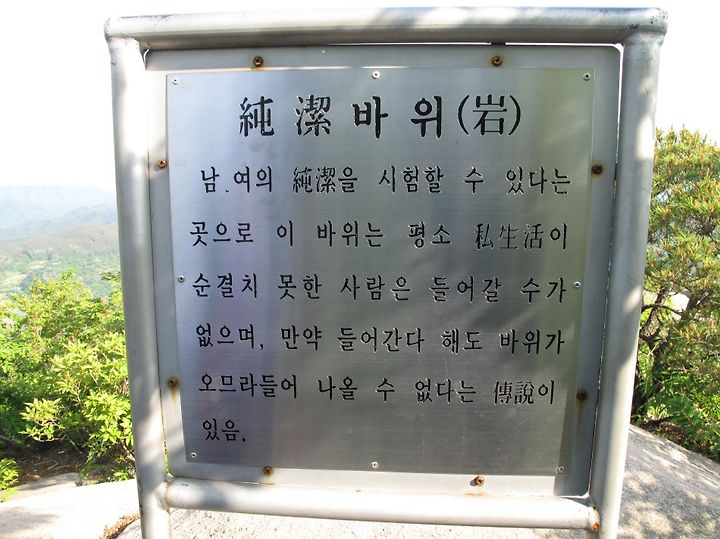 純潔바위(岩)
남.여의 純潔을 시험할 수 있다는
곳으로 이 바위는 평소 私生活이
순결치 못한 사람은 들어갈 수가
없으며, 만약 들어간다 해도 바위가
오므라들어 나올 수 없다는 傳說이
있음.